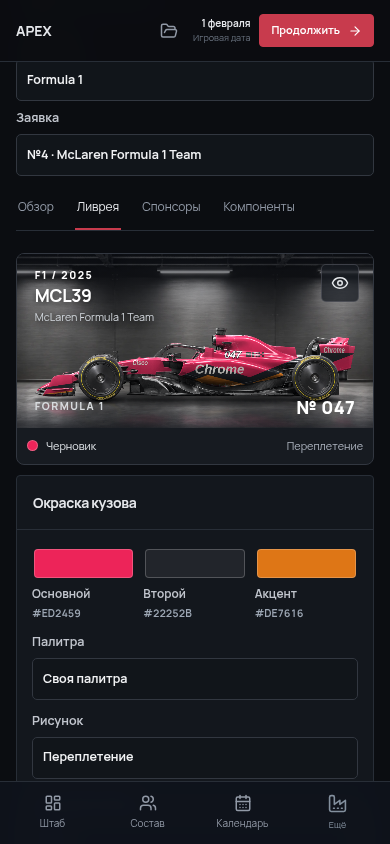 APEX
1 февраля
Игровая дата
Продолжить
Formula 1
Заявка
№4 · McLaren Formula 1 Team
Обзор
Ливрея
Спонсоры
Компоненты
F1 / 2025
MCL39
McLaren Formula 1 Team
Chrome
047
Chrome
FORMULA 1
№ 047
Черновик
Переплетение
Окраска кузова
Основной
Второй
Акцент
#ED2459
#22252B
#DE7616
Палитра
Своя палитра
Рисунок
Переплетение
Штаб
Состав
Календарь
Ещё